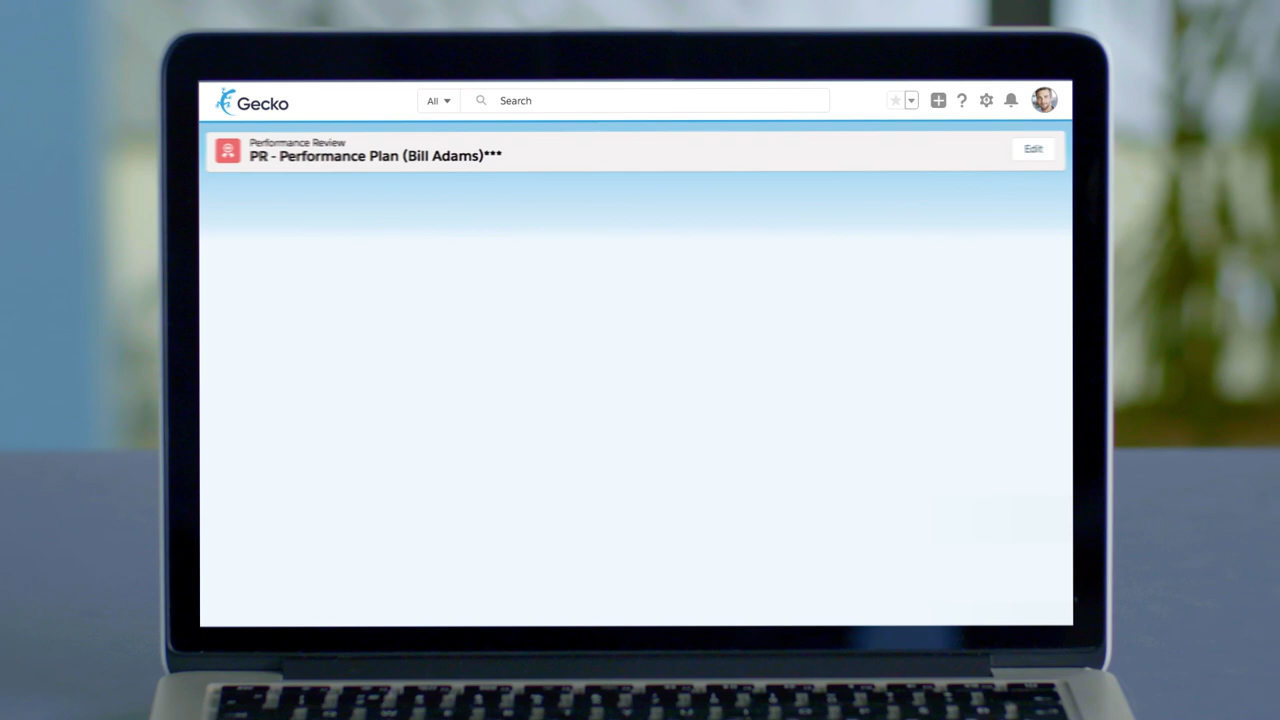 Gecko
All
Search
Performance Review
PR - Performance Plan (Bill Adams)***
Edit